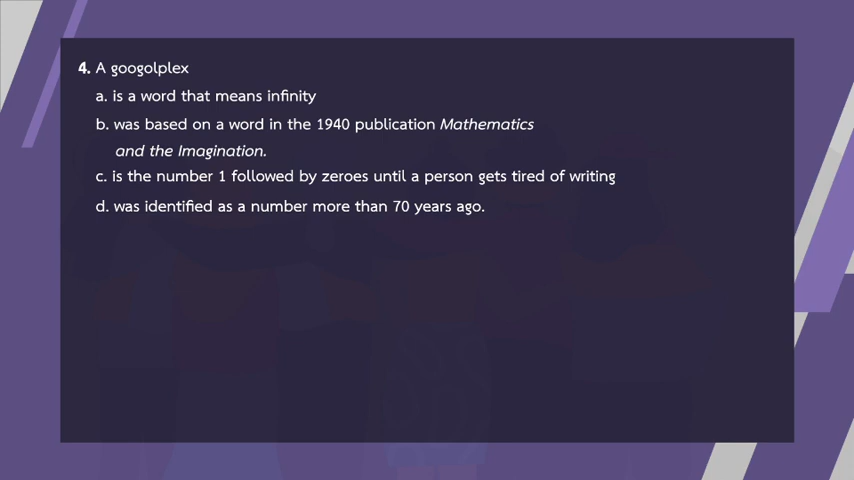 4. A googolplex
a. is a word that means infinity
b. was based on a word in the 1940 publication Mathematics
and the Imagination.
c. is the number 1 followed by zeroes until a person gets tired of writing
d. was identified as a number more than 70 years ago.